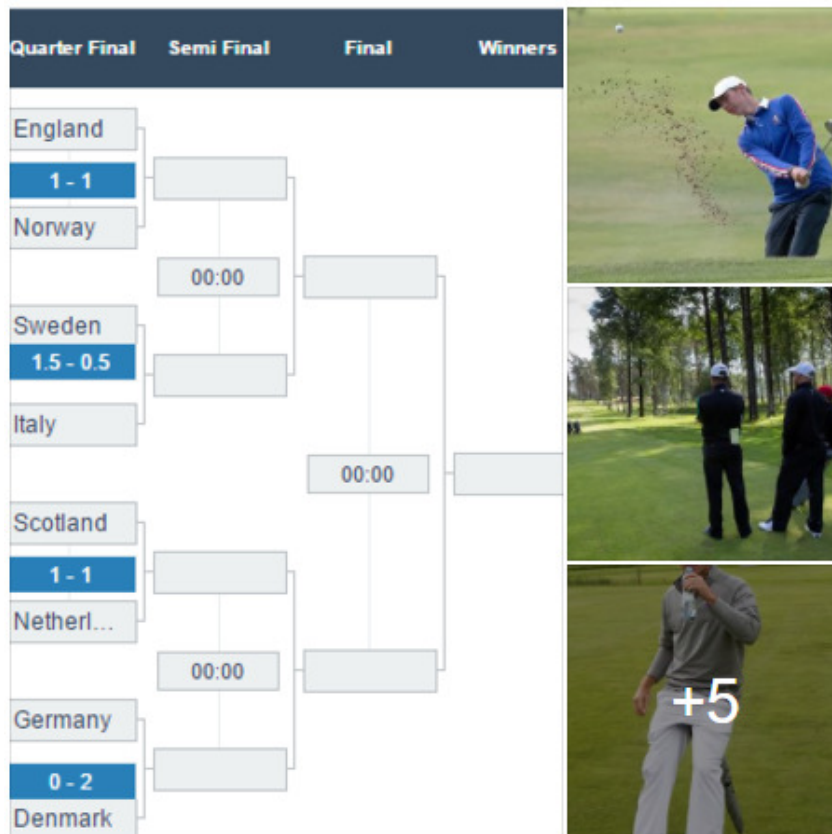 Quarter Final Semi Final Final Winners
England
1 - 1
Norway
00:00
Sweden
1.5 - 0.5
Italy
00:00
Scotland
1 - 1
Netherl...
00:00
Germany
0 - 2
Denmark
+5